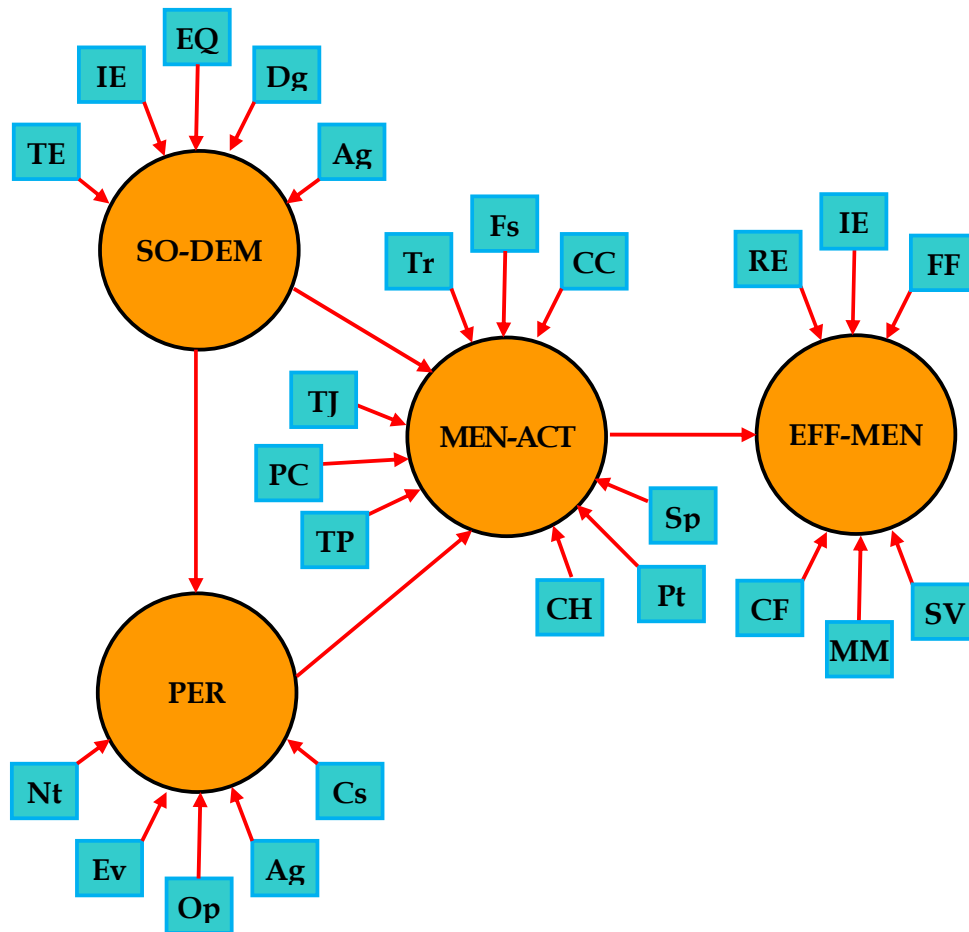 EQ
IE
Dg
TE
Ag
SO-DEM
Fs
Tr
CC
IE
RE
FF
TJ
MEN-ACT
EFF-MEN
PC
TP
Sp
CH
Pt
CF
MM
SV
PER
Nt
Cs
Ev
Ag
Op